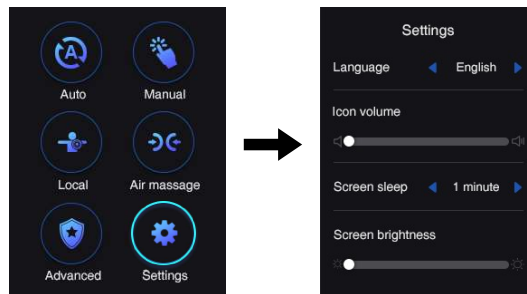 A
Auto Manual
Local Air massage
Advanced Settings
Settings
Language English
Icon volume
Screen sleep 1 minute
Screen brightness